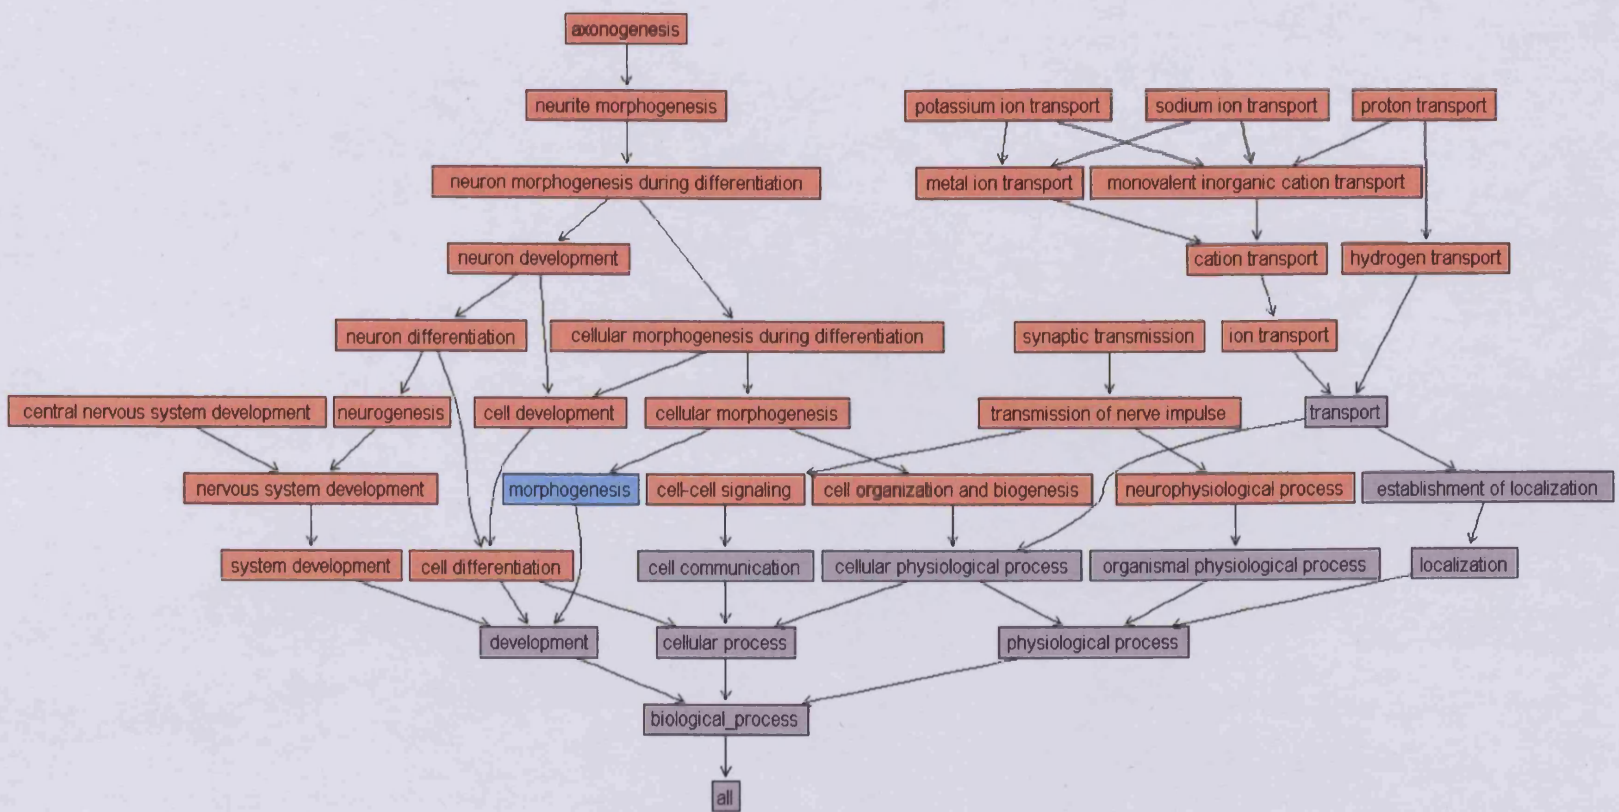 axonogenesis
neurite morphogenesis
potassium ion transport
sodium ion transport
proton transport
neuron morphogenesis during differentiation
metal ion transport
monovalent inorganic cation transport
neuron development
cation transport
hydrogen transport
neuron differentiation
cellular morphogenesis during differentiation
synaptic transmission
ion transport
central nervous system development
neurogenesis
cell development
cellular morphogenesis
transmission of nerve impulse
transport
nervous system development
morphogenesis
cell-cell signaling
cell organization and biogenesis
neurophysiological process
establishment of localization
system development
cell differentiation
cell communication
cellular physiological process
organismal physiological process
localization
development
cellular process
physiological process
biological_process
all